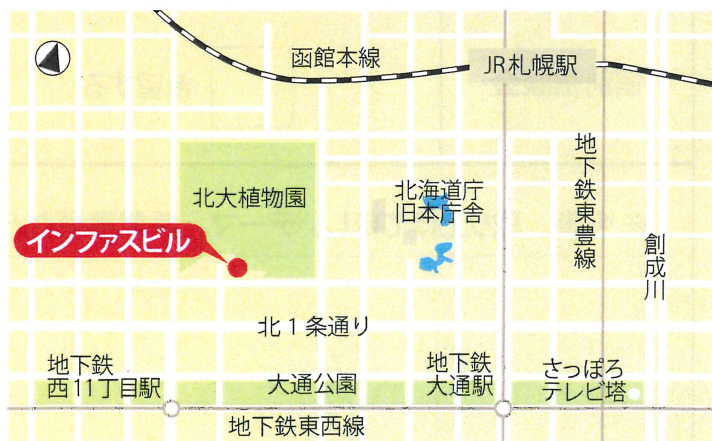 函館本線
JR札幌駅
地下鉄東豊線
北大植物園
北海道庁
旧本庁舎
インファスビル
創成川
北1条通り
地下鉄
西11丁目駅
大通公園
地下鉄
大通駅
さっぽろ
テレビ塔
地下鉄東西線